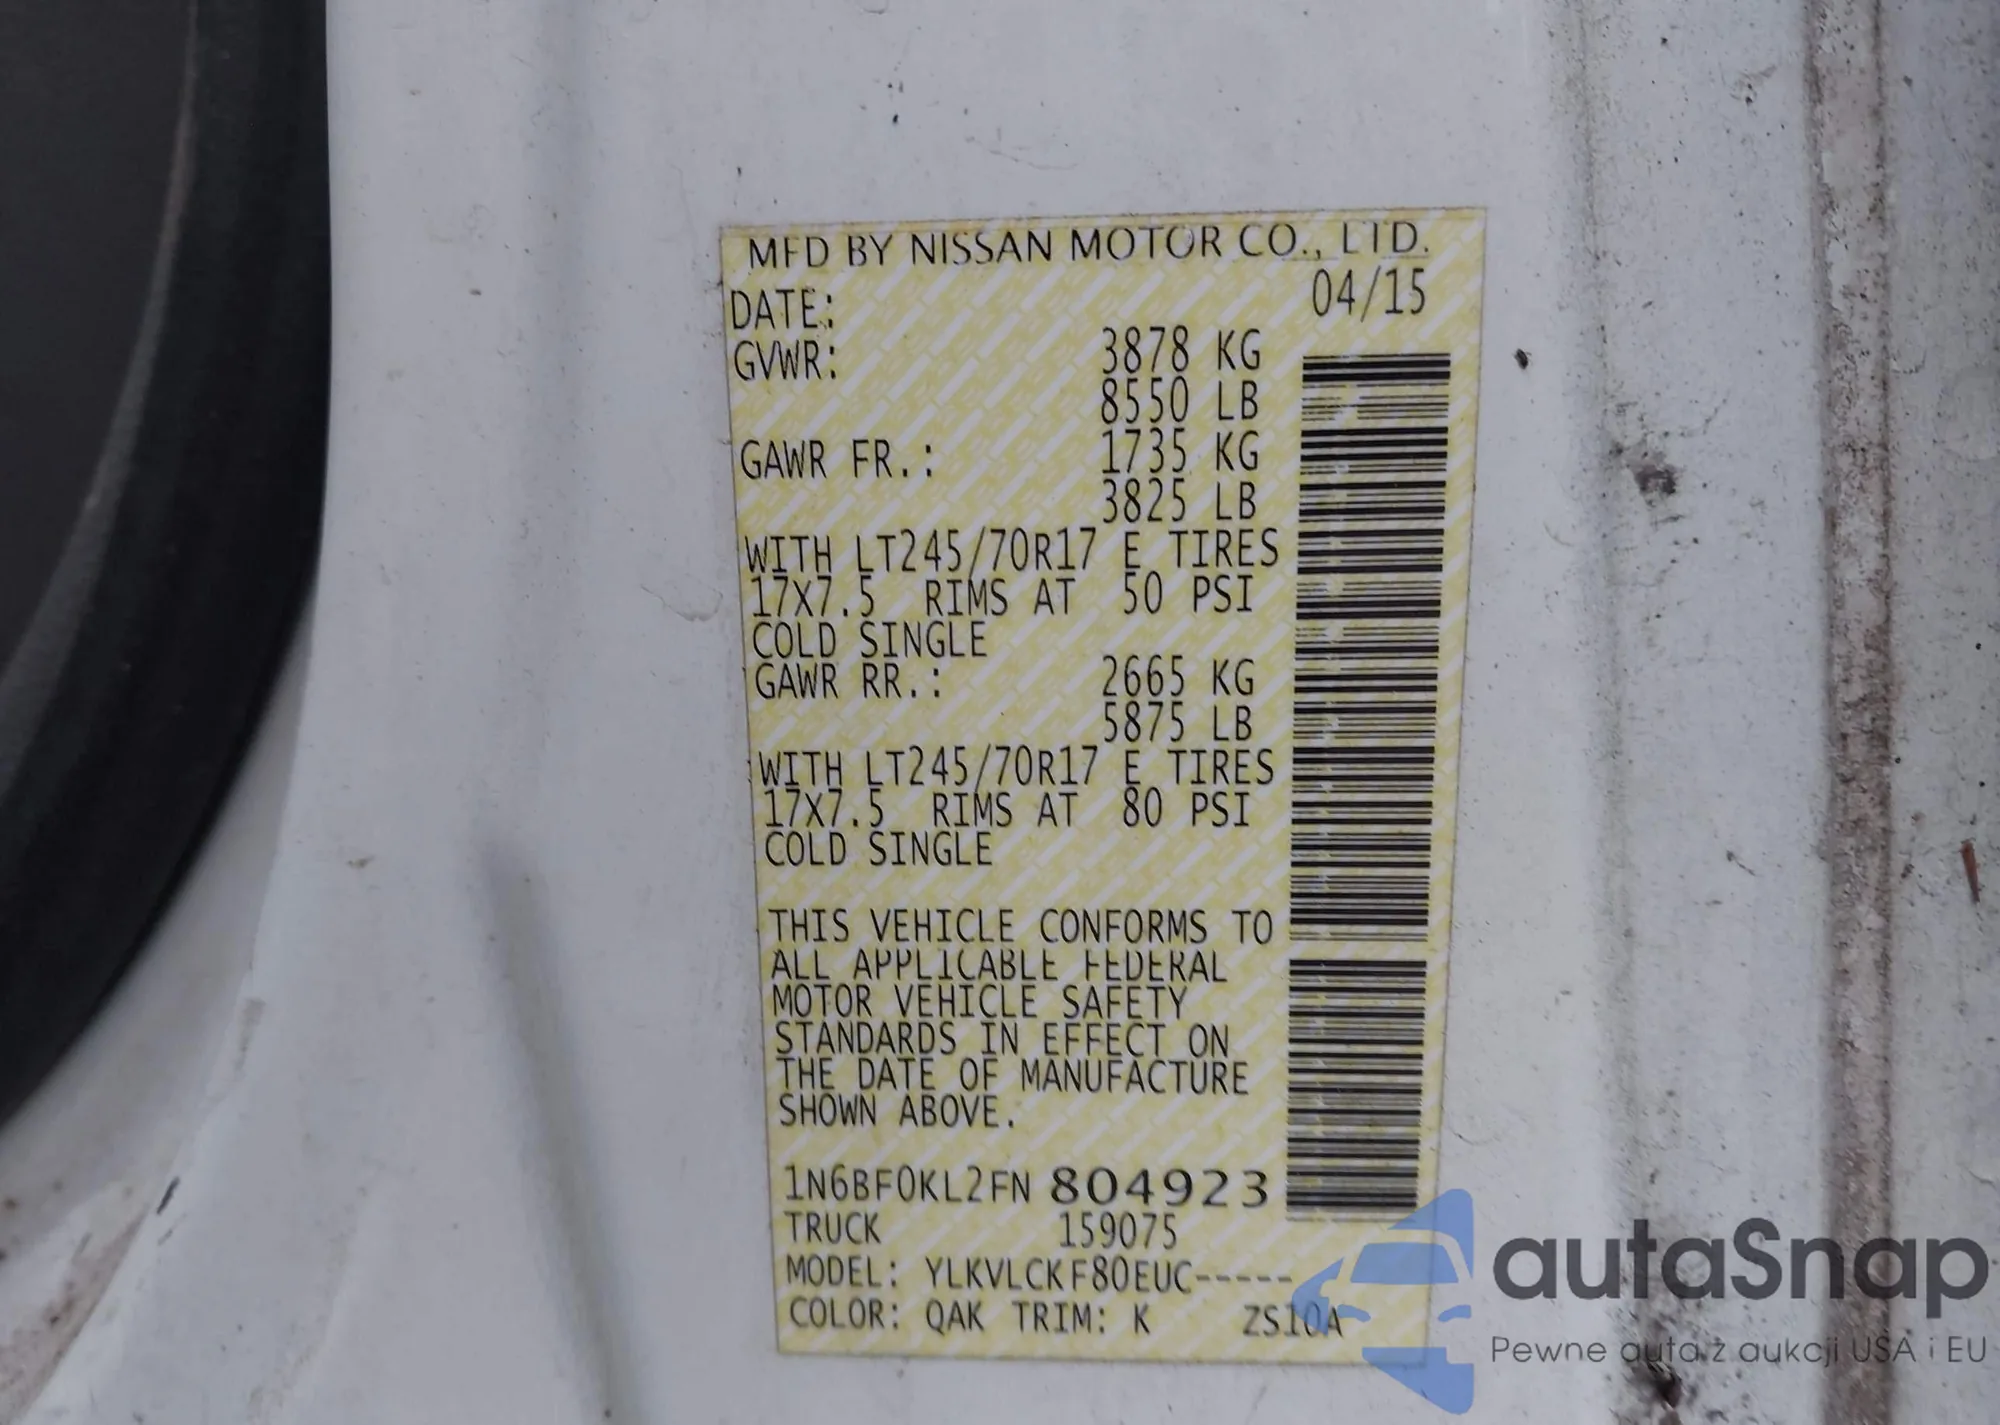 MFD BY NISSAN MOTOR CO., LTD.
DATE: 04/15
GVWR: 3878 KG
8550 LB
GAWR FR.: 1735 KG
3825 LB
WITH LT245/70R17 E TIRES
17X7.5 RIMS AT 50 PSI
COLD SINGLE
GAWR RR.: 2665 KG
5875 LB
WITH LT245/70R17 E TIRES
17X7.5 RIMS AT 80 PSI
COLD SINGLE
THIS VEHICLE CONFORMS TO
ALL APPLICABLE FEDERAL
MOTOR VEHICLE SAFETY
STANDARDS IN EFFECT ON
THE DATE OF MANUFACTURE
SHOWN ABOVE.
1N6BF0KL2FN 804923
TRUCK 159075
MODEL: YLKVLCKF80EUC-----
COLOR: QAK TRIM: K ZS10A
autaSnap
Pewne auta z aukcji USA i EU